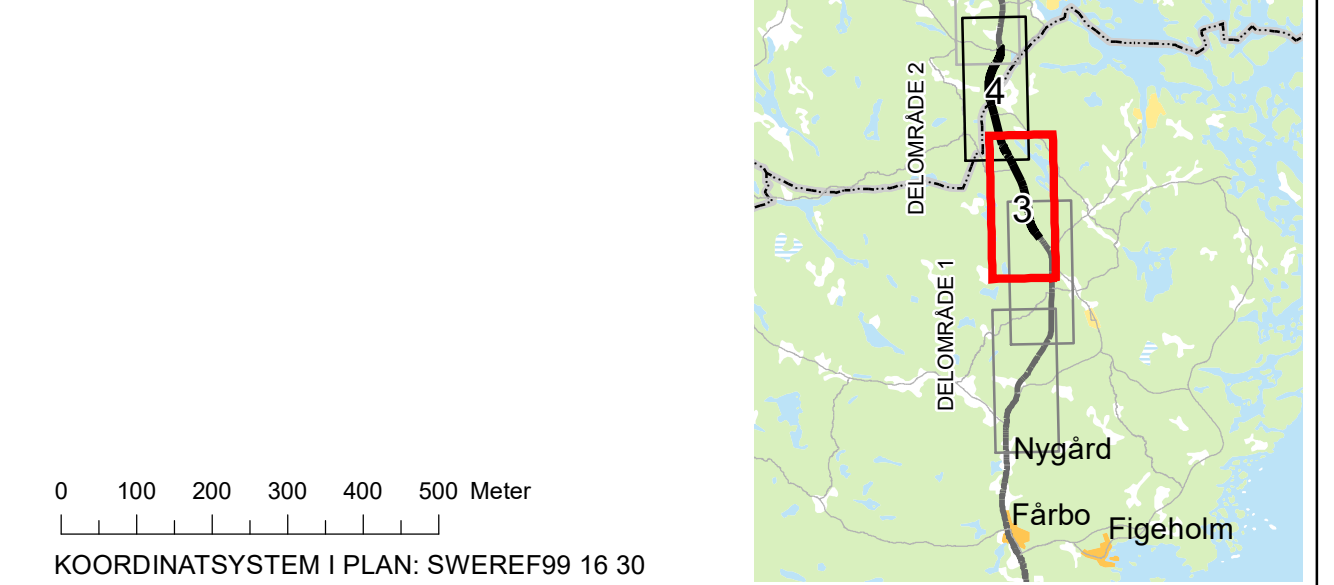 DELOMRÅDE 2
4
3
DELOMRÅDE 1
Nygård
Fårbo
Figeholm
0 100 200 300 400 500 Meter
KOORDINATSYSTEM I PLAN: SWEREF99 16 30